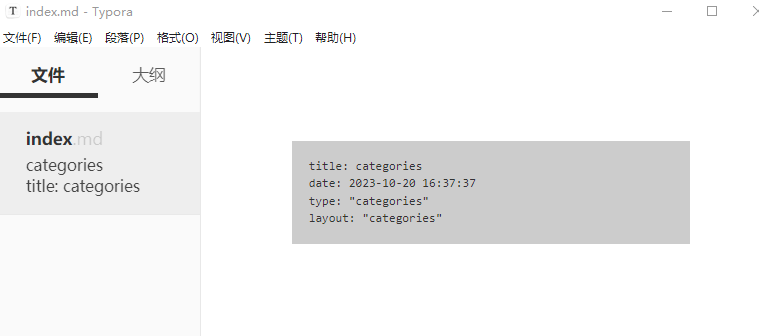 T index.md - Typora
文件(F) 编辑(E) 段落(P) 格式(O) 视图(V) 主题(T) 帮助(H)
文件 大纲
index.md
categories
title: categories
title: categories
date: 2023-10-20 16:37:37
type: "categories"
layout: "categories"